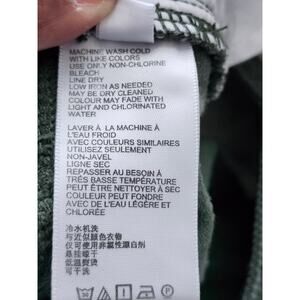 MACHINE WASH COLD
WITH LIKE COLORS
USE ONLY NON-CHLORINE
BLEACH
LINE DRY
LOW IRON AS NEEDED
MAY BE DRY CLEANED
COLOUR MAY FADE WITH
LIGHT AND CHLORINATED
WATER
LAVER À LA MACHINE À
L'EAU FROID
AVEC COULEURS SIMILAIRES
UTILISEZ SEULEMENT
NON-JAVEL
LIGNE SEC
REPASSER AU BESOIN À
TRÈS BASSE TEMPÉRATURE
PEUT ÊTRE NETTOYER À SEC
COULEUR PEUT FONDRE
AVEC DE L'EAU LÉGÈRE ET
CHLORÉE
冷水机洗
与近似颜色衣物
仅可使用非氯性漂白剂
悬挂晾干
低温熨烫
可干洗